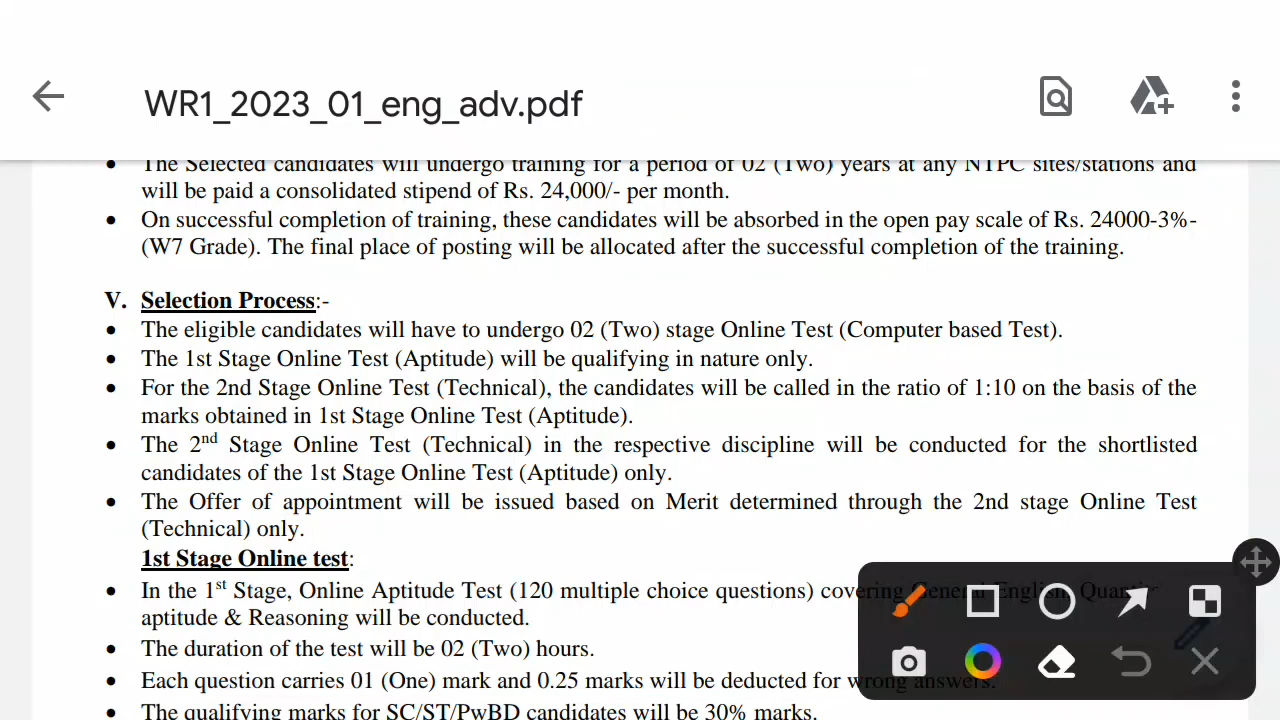 WR1_2023_01_eng_adv.pdf
• The Selected candidates will undergo training for a period of 02 (Two) years at any NTPC sites/stations and
will be paid a consolidated stipend of Rs. 24,000/- per month.
• On successful completion of training, these candidates will be absorbed in the open pay scale of Rs. 24000-3%-
(W7 Grade). The final place of posting will be allocated after the successful completion of the training.
V. Selection Process:-
• The eligible candidates will have to undergo 02 (Two) stage Online Test (Computer based Test).
• The 1st Stage Online Test (Aptitude) will be qualifying in nature only.
• For the 2nd Stage Online Test (Technical), the candidates will be called in the ratio of 1:10 on the basis of the
marks obtained in 1st Stage Online Test (Aptitude).
• The 2nd Stage Online Test (Technical) in the respective discipline will be conducted for the shortlisted
candidates of the 1st Stage Online Test (Aptitude) only.
• The Offer of appointment will be issued based on Merit determined through the 2nd stage Online Test
(Technical) only.
1st Stage Online test:
• In the 1st Stage, Online Aptitude Test (120 multiple choice questions) covering General English,
aptitude & Reasoning will be conducted.
• The duration of the test will be 02 (Two) hours.
• Each question carries 01 (One) mark and 0.25 marks will be deducted for wrong answers.
• The qualifying marks for SC/ST/PwBD candidates will be 30% marks.